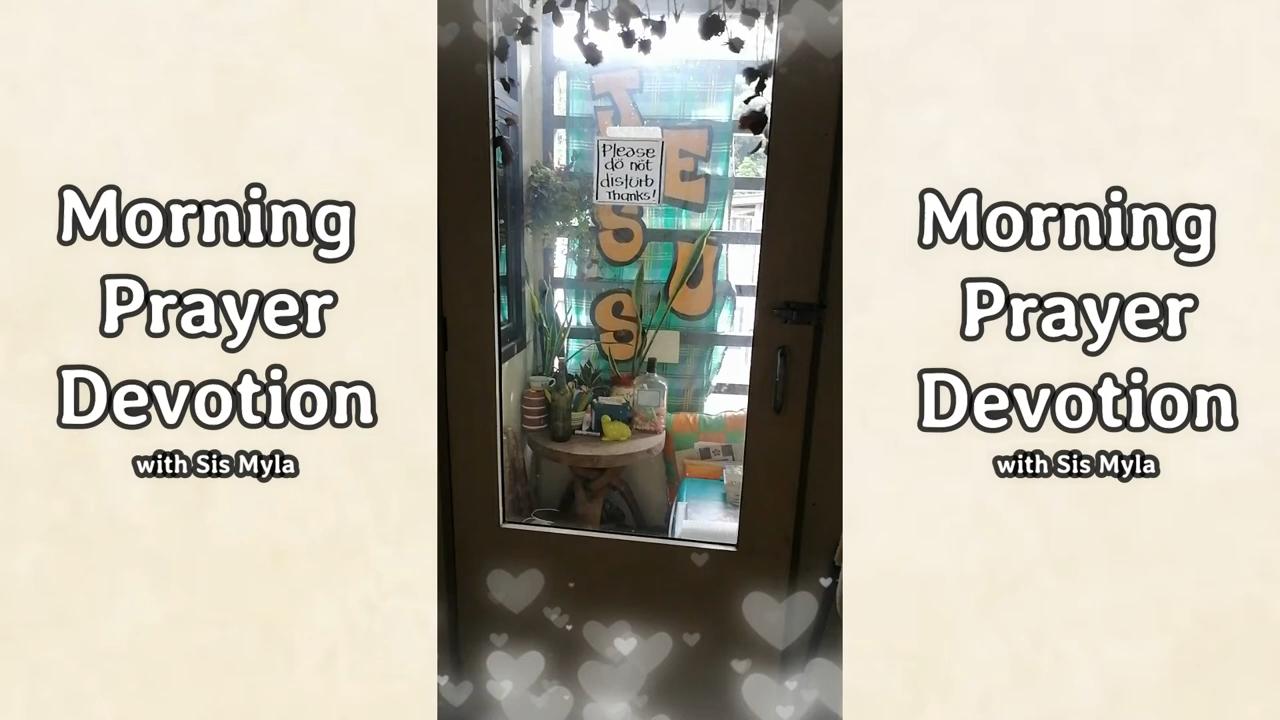 Morning
Prayer
Devotion
with Sis Myla
JESUS
Please
do not
disturb
Thanks!
Morning
Prayer
Devotion
with Sis Myla